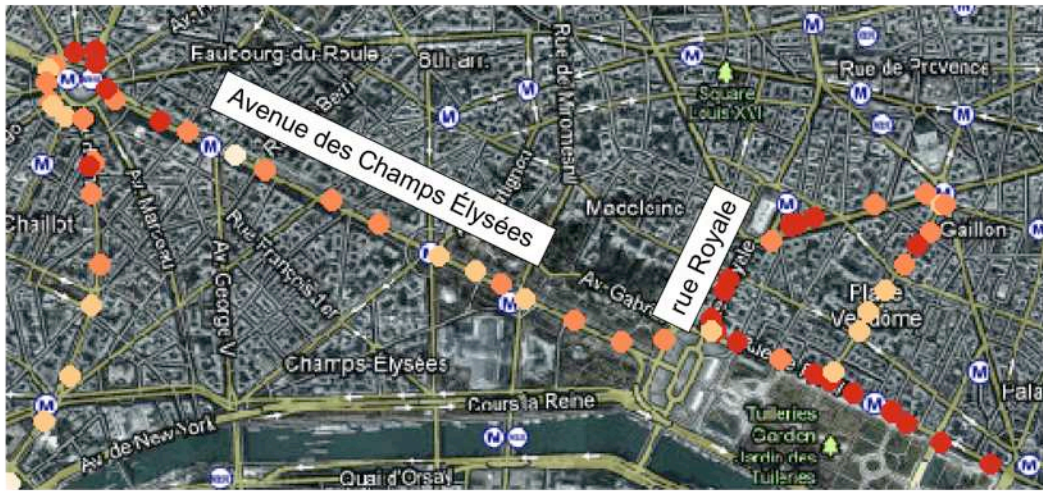 Faubourg-du-Roule
8th arr.
Rue de Miromesnil
Rue de Provence
Square
Louis XVI
Avenue des Champs Élysées
Chaillot
Av. Marceau
Av. George V
Rue François 1er
Madeleine
rue Royale
Gaillon
Place
Vendôme
Champs-Élysées
Cours la Reine
Av. de New York
Quai d'Orsay
Tuileries
Garden
Jardin des
Tuileries